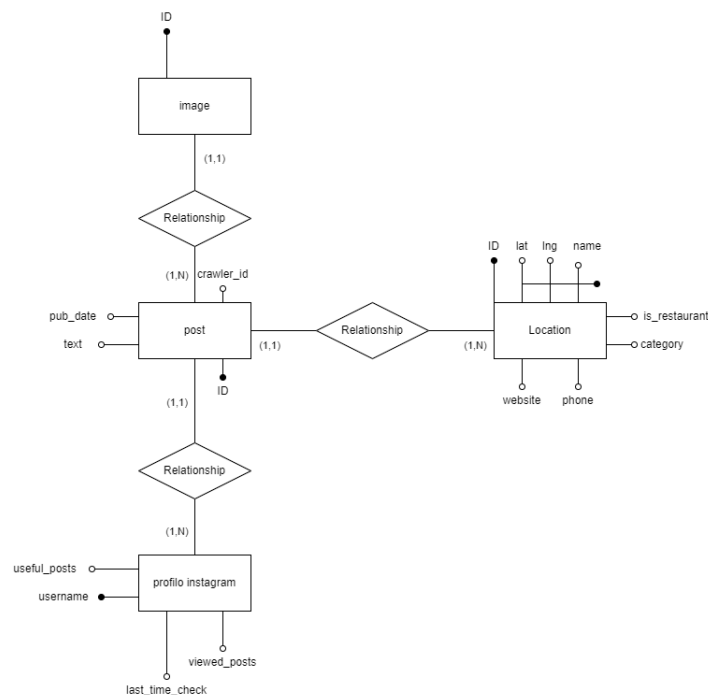 ID
image
(1,1)
Relationship
ID lat lng name
(1,N) crawler_id
pub_date
is_restaurant
post
Relationship
Location
text
(1,1)
(1,N)
category
(1,1)
ID
website
phone
Relationship
(1,N)
useful_posts
profilo instagram
username
viewed_posts
last_time_check